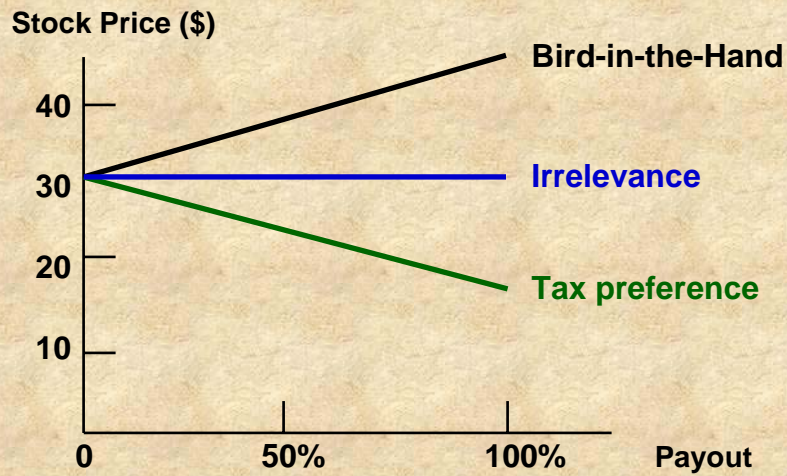 Stock Price ($)
Bird-in-the-Hand
40
30
Irrelevance
20
Tax preference
10
0 50% 100% Payout